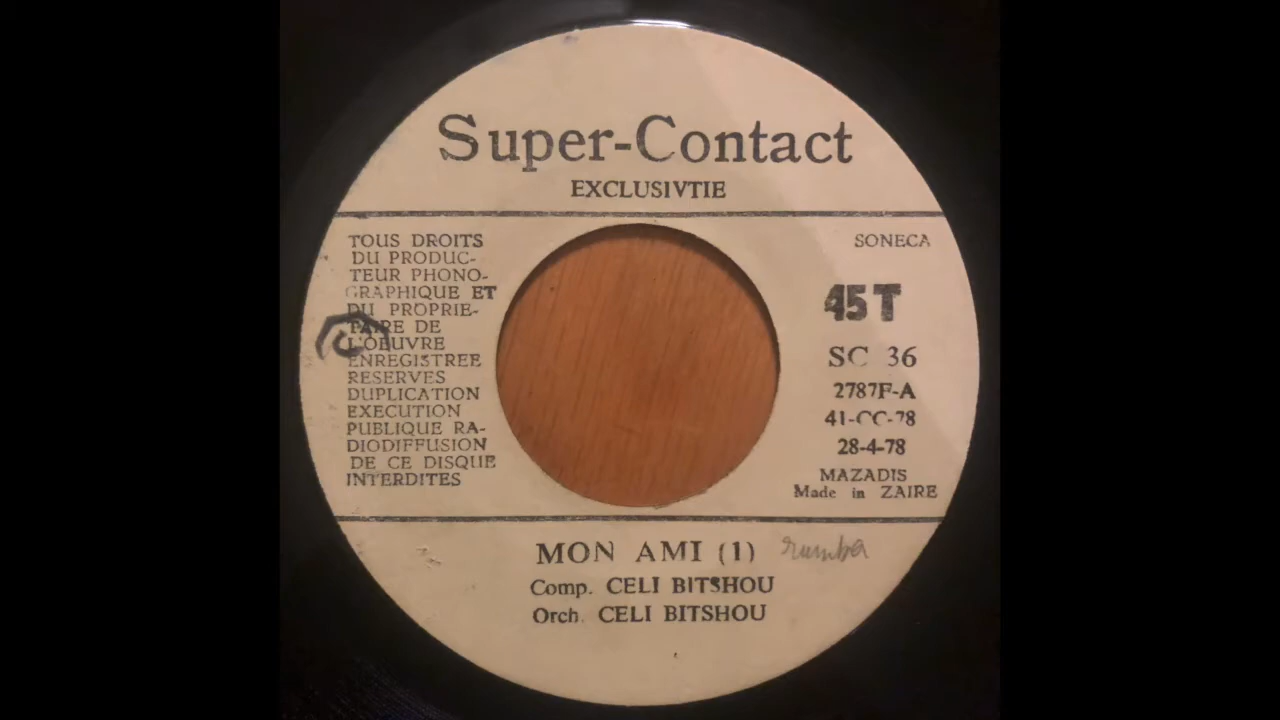 Super-Contact
EXCLUSIVTIE
TOUS DROITS
DU PRODUC-
TEUR PHONO-
GRAPHIQUE ET
DU PROPRIE-
TAIRE DE
L'OEUVRE
ENREGISTREE
RESERVES
DUPLICATION
EXECUTION
PUBLIQUE RA-
DIODIFFUSION
DE CE DISQUE
INTERDITES
SONECA
45T
SC 36
2787F-A
41-CC-78
28-4-78
MAZADIS
Made in ZAIRE
MON AMI (1) rumba
Comp. CELI BITSHOU
Orch. CELI BITSHOU